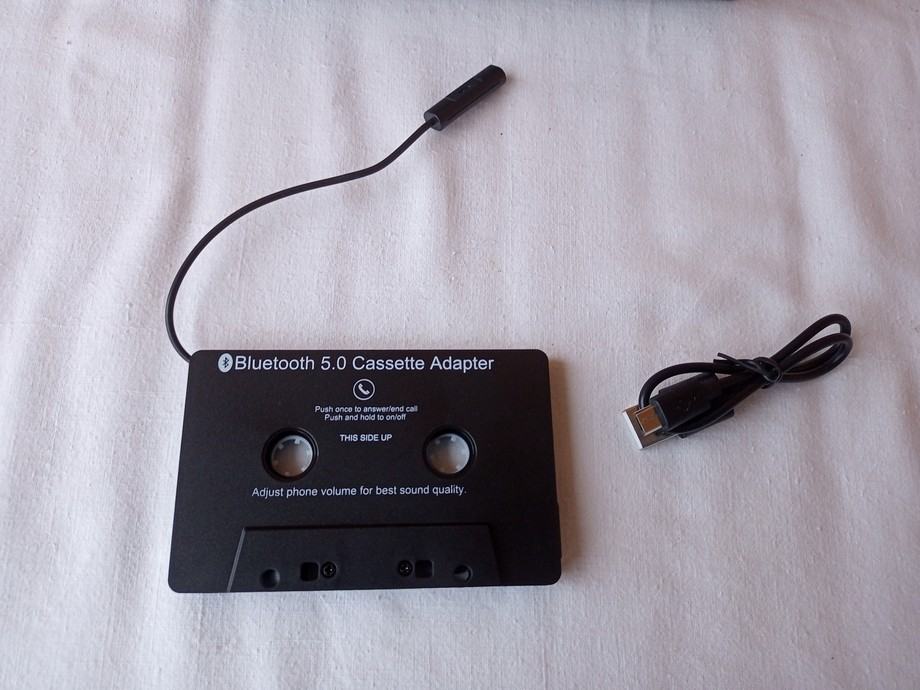 Bluetooth 5.0 Cassette Adapter
Push once to answer/end call
Push and hold to on/off
THIS SIDE UP
Adjust phone volume for best sound quality.